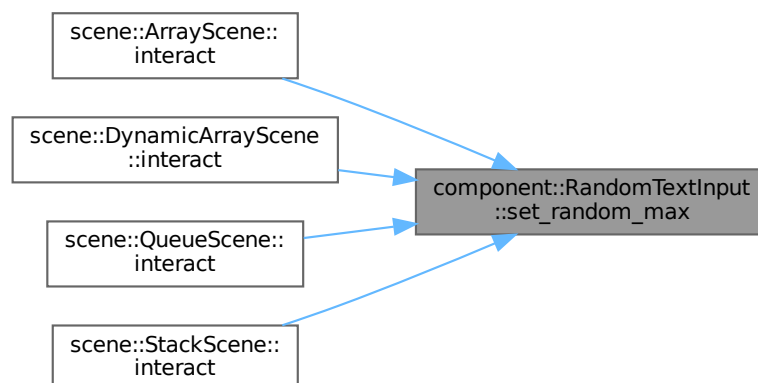 scene::ArrayScene::
interact
scene::DynamicArrayScene
::interact
component::RandomTextInput
::set_random_max
scene::QueueScene::
interact
scene::StackScene::
interact